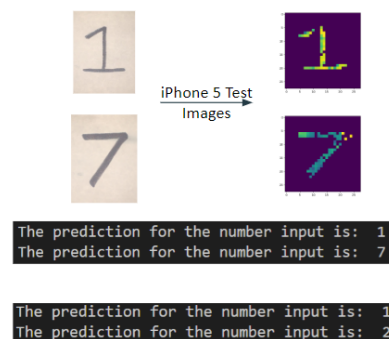 1
iPhone 5 Test
Images
7
The prediction for the number input is: 1
The prediction for the number input is: 7
The prediction for the number input is: 1
The prediction for the number input is: 2